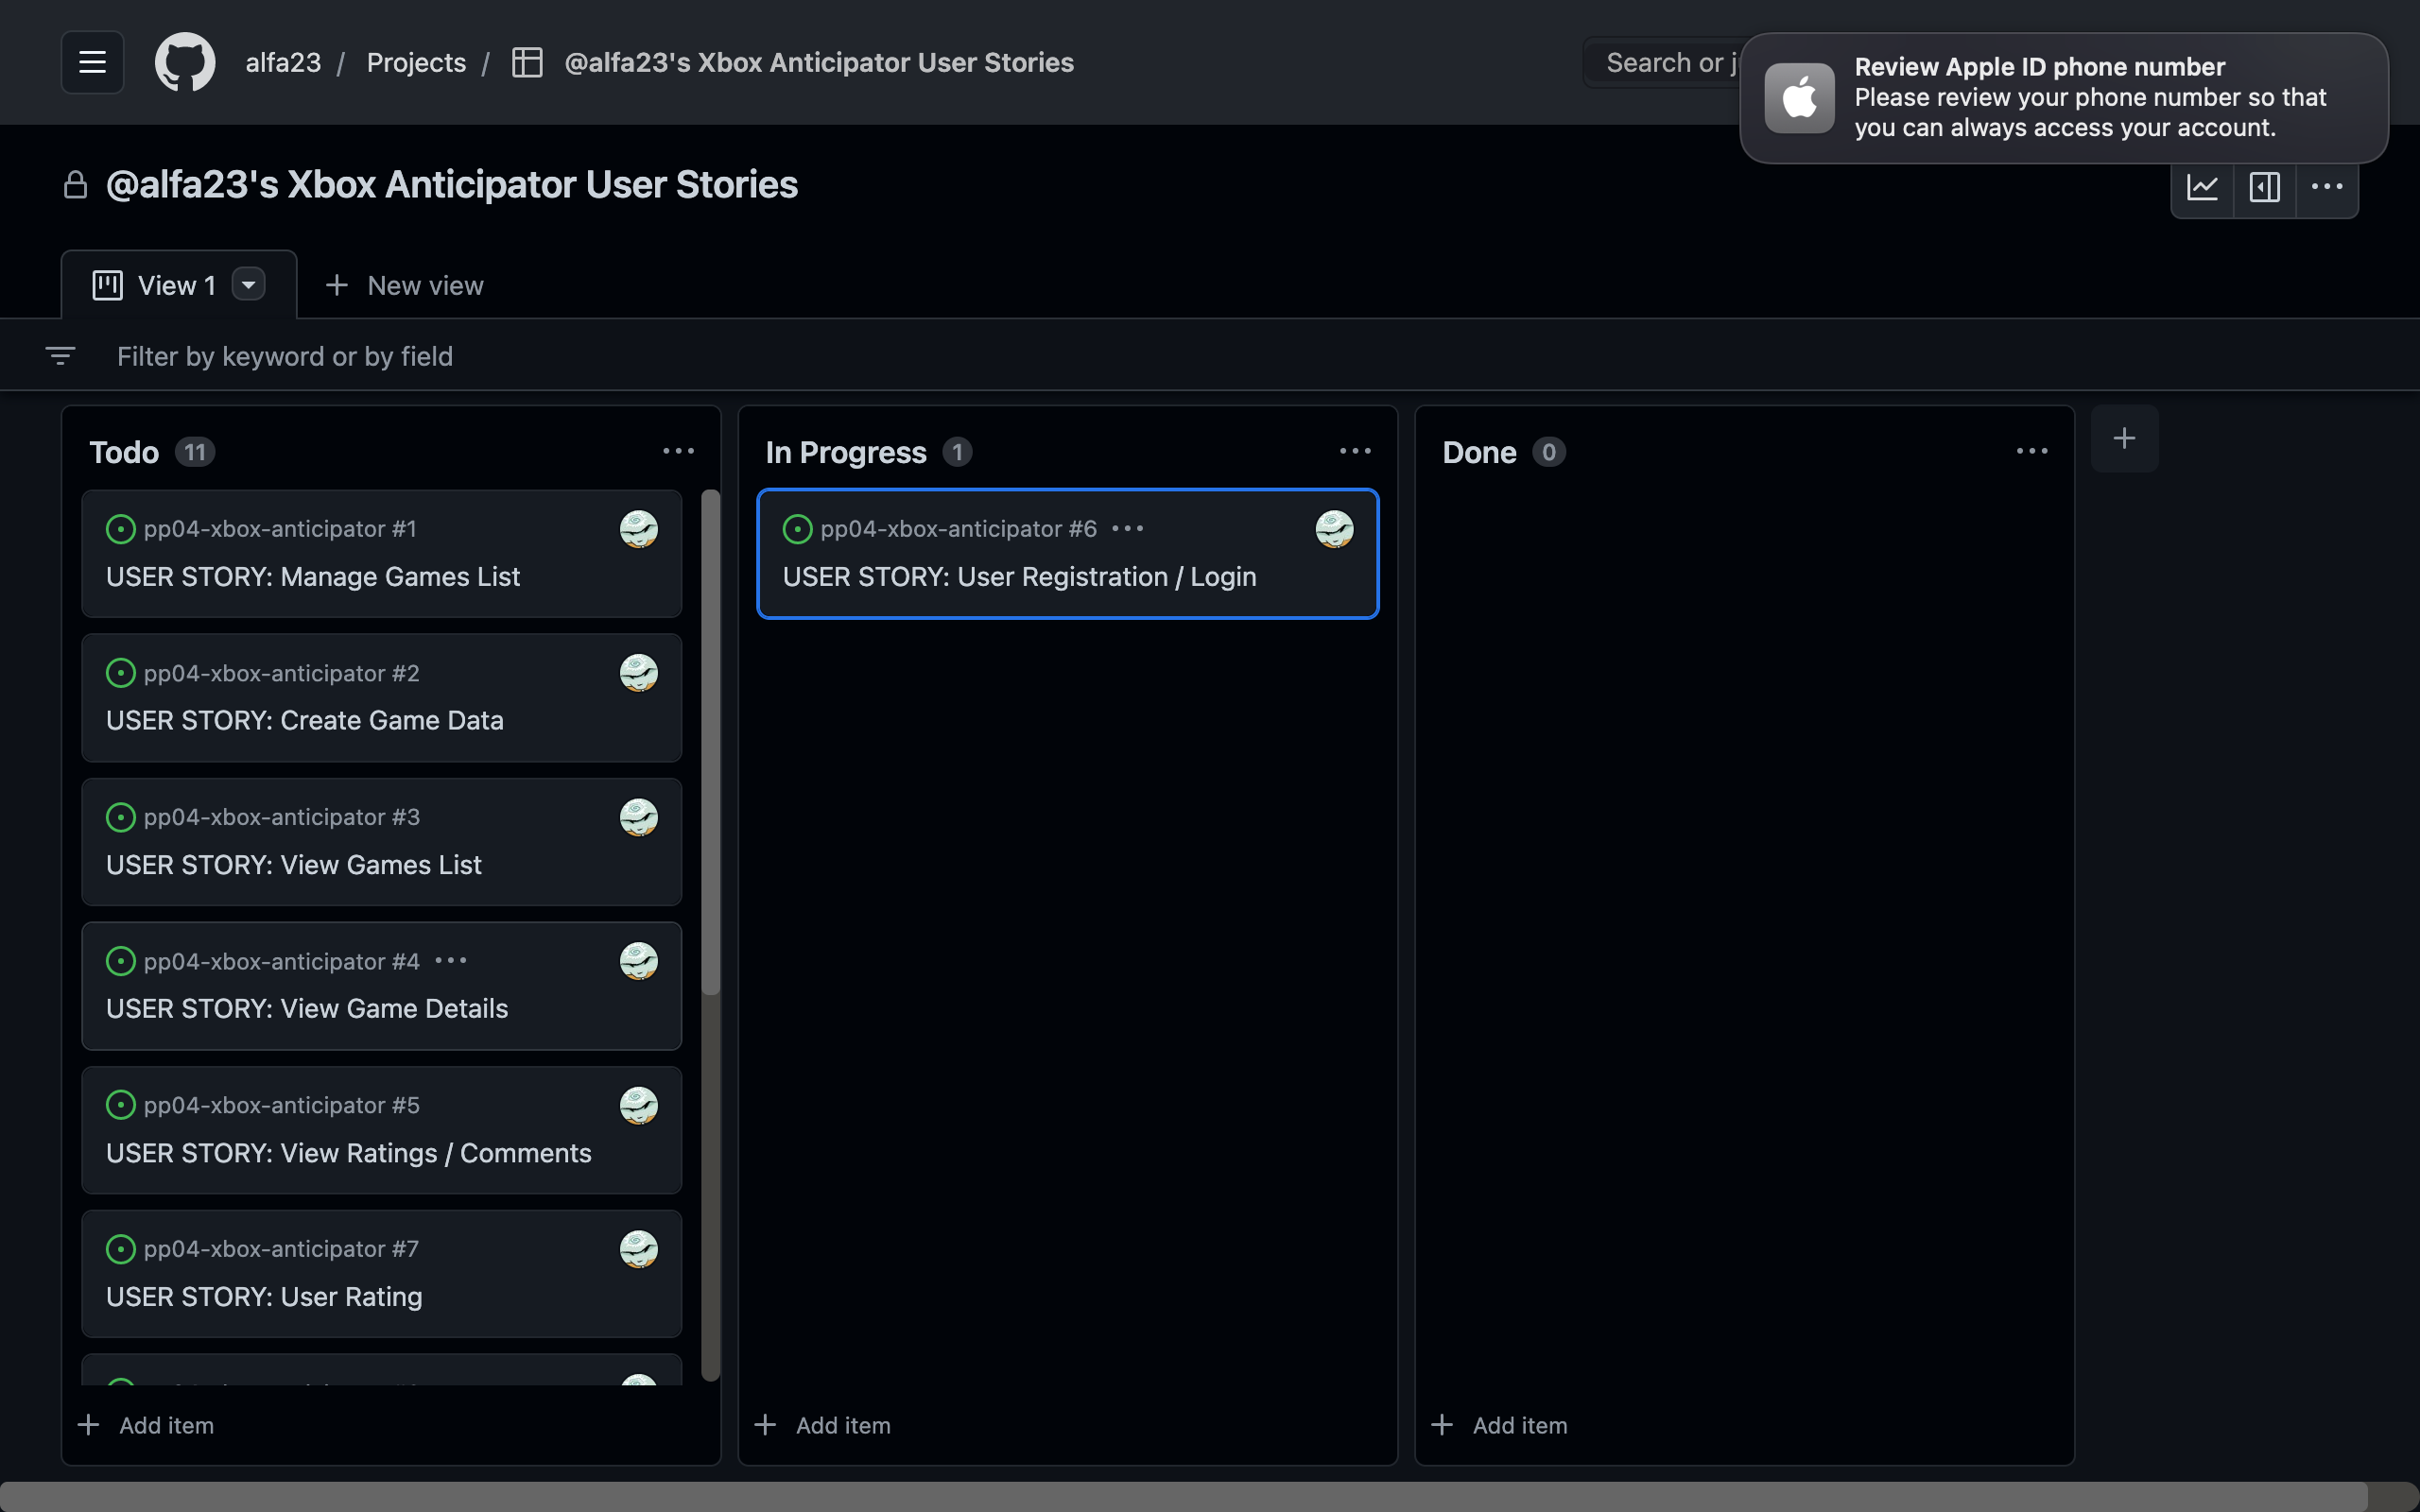 alfa23 / Projects / @alfa23's Xbox Anticipator User Stories
Search or
Review Apple ID phone number
Please review your phone number so that
you can always access your account.
@alfa23's Xbox Anticipator User Stories
View 1
New view
Filter by keyword or by field
Todo 11
pp04-xbox-anticipator #1
USER STORY: Manage Games List
pp04-xbox-anticipator #2
USER STORY: Create Game Data
pp04-xbox-anticipator #3
USER STORY: View Games List
pp04-xbox-anticipator #4
USER STORY: View Game Details
pp04-xbox-anticipator #5
USER STORY: View Ratings / Comments
pp04-xbox-anticipator #7
USER STORY: User Rating
Add item
In Progress 1
pp04-xbox-anticipator #6
USER STORY: User Registration / Login
Add item
Done 0
Add item